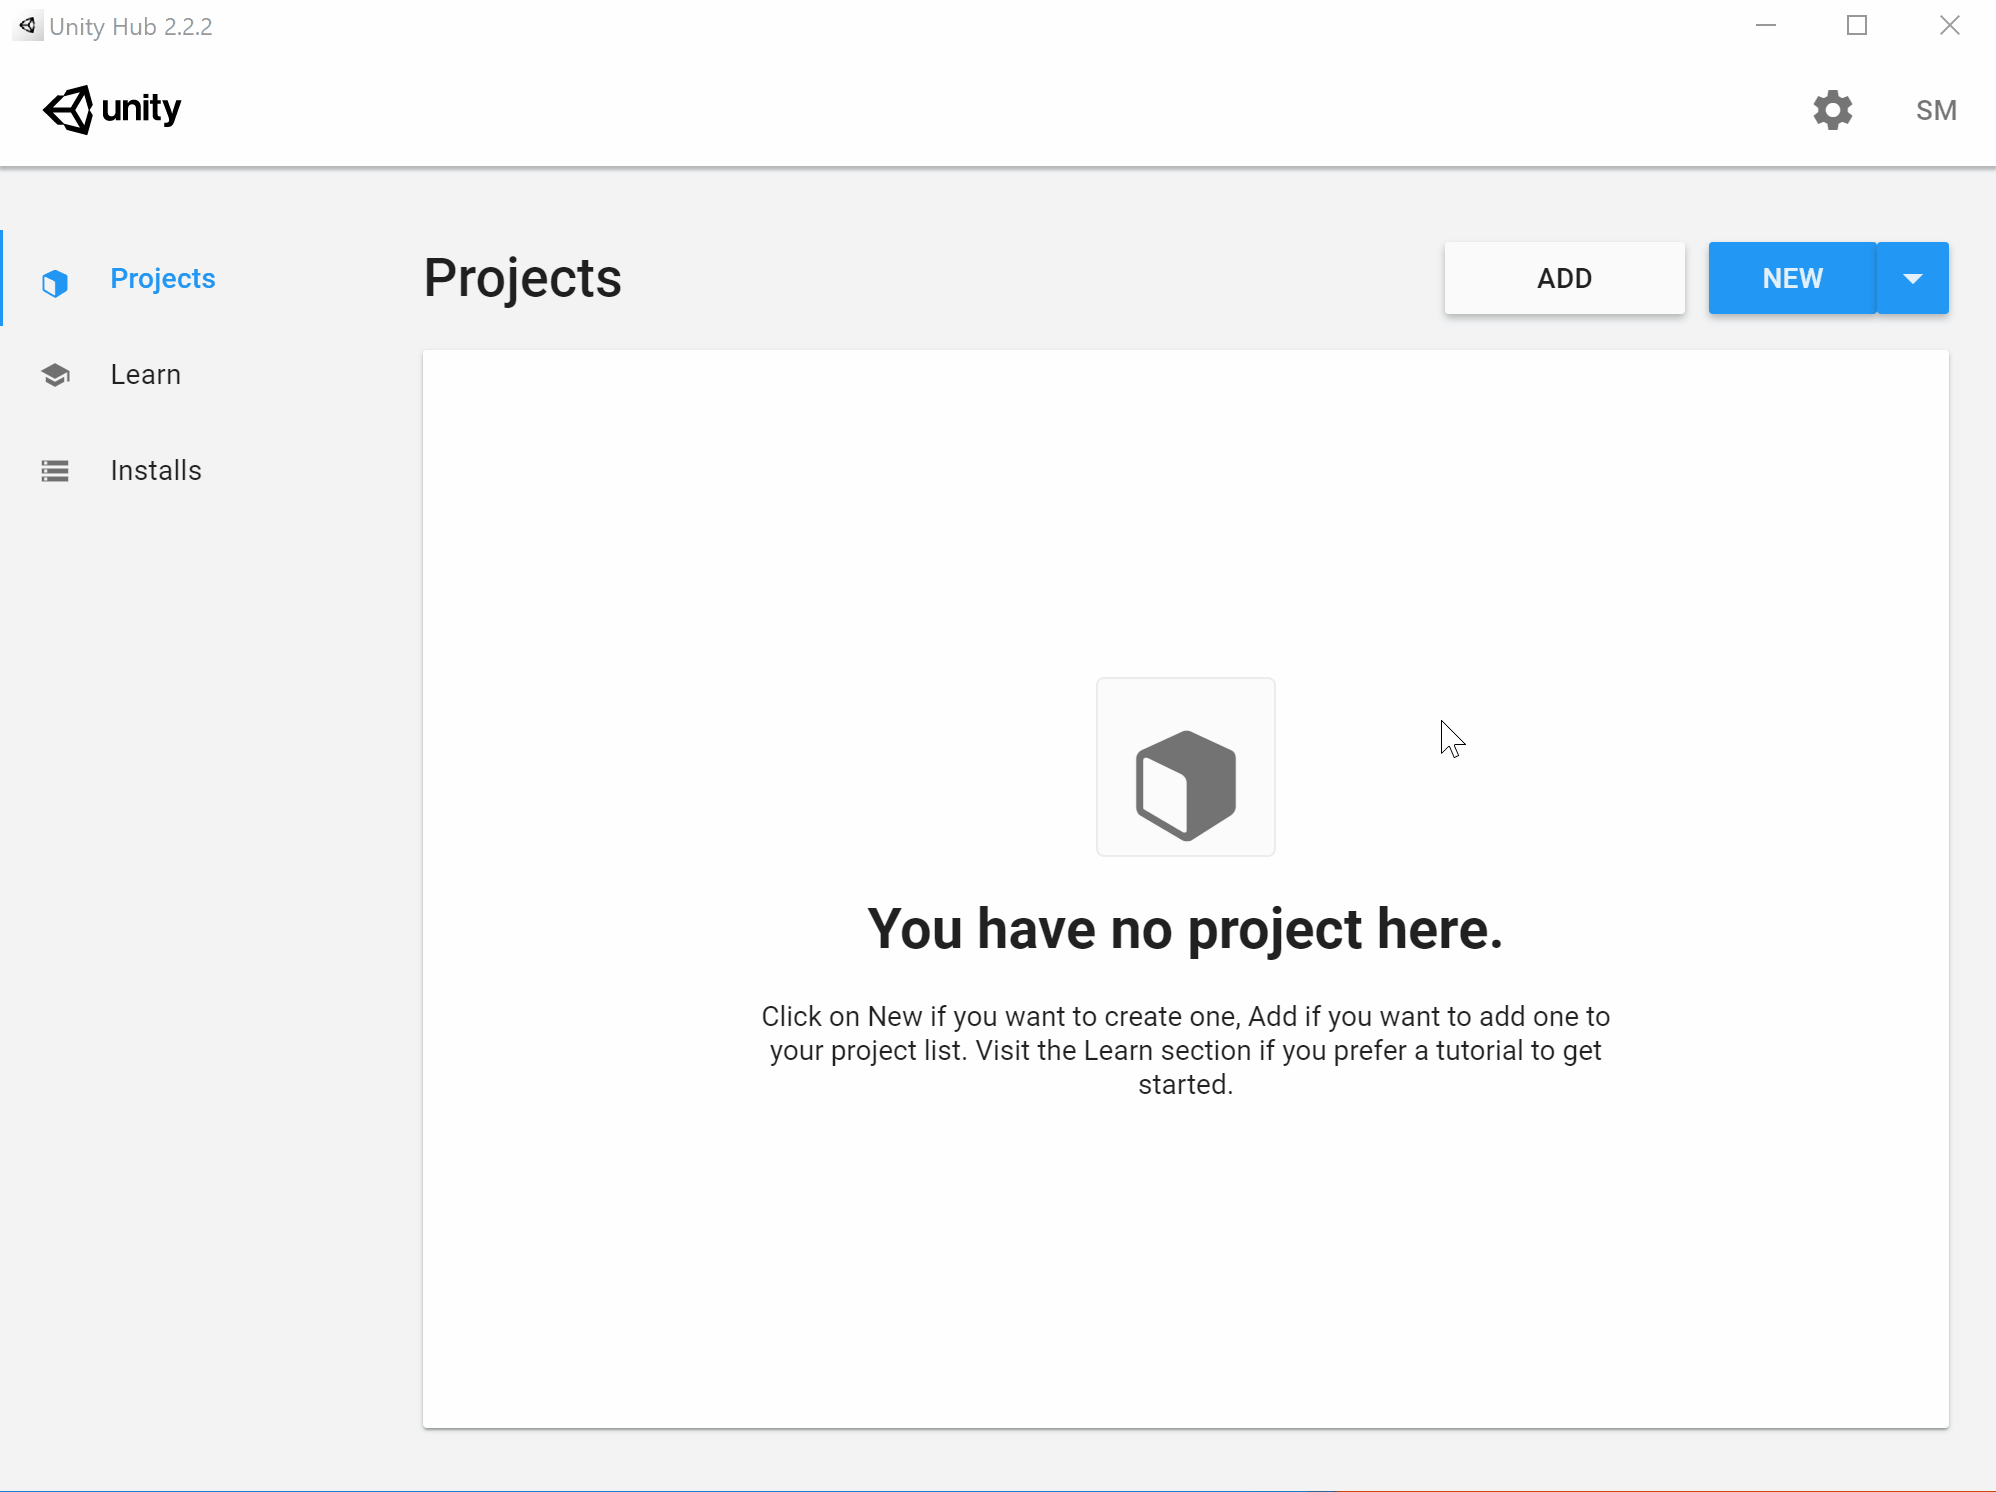 Unity Hub 2.2.2
unity
SM
Projects
Learn
Installs
Projects
ADD
NEW
You have no project here.
Click on New if you want to create one, Add if you want to add one to
your project list. Visit the Learn section if you prefer a tutorial to get
started.